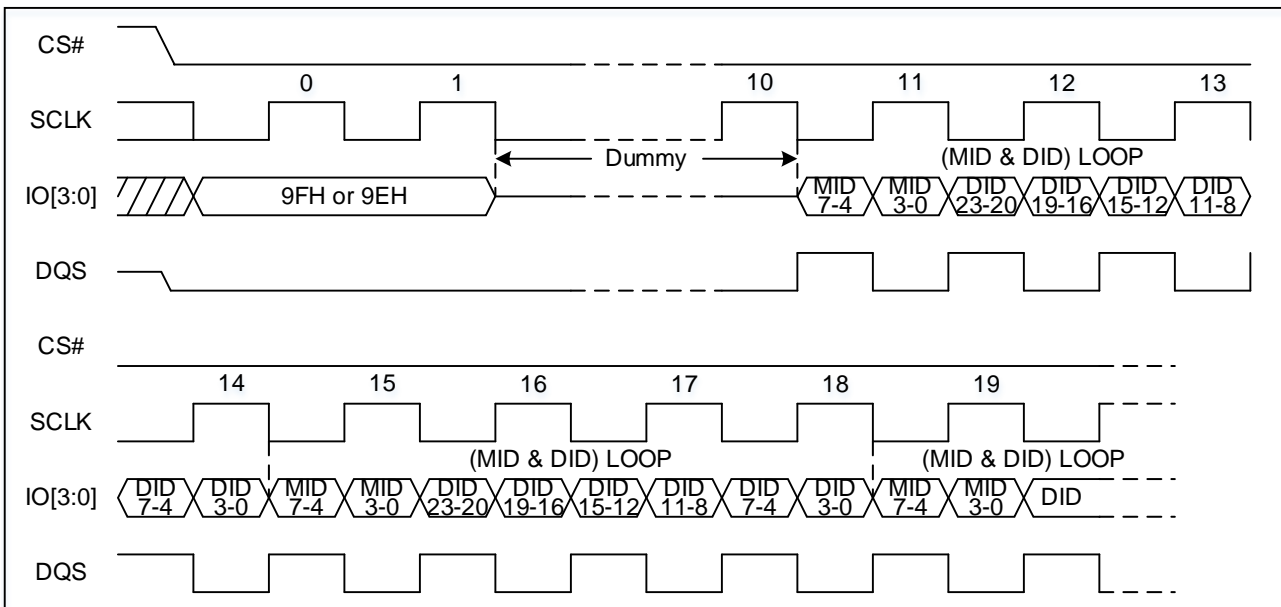 CS#
0 1 10 11 12 13
SCLK
Dummy (MID & DID) LOOP
IO[3:0] 9FH or 9EH MID DID DID DID DID
7-4 3-0 23-20 19-16 15-12 11-8
DQS
CS#
14 15 16 17 18 19
SCLK
(MID & DID) LOOP (MID & DID) LOOP
IO[3:0] DID DID MID MID DID DID DID DID DID DID MID MID DID
7-4 3-0 7-4 3-0 23-20 19-16 15-12 11-8 7-4 3-0 7-4 3-0
DQS